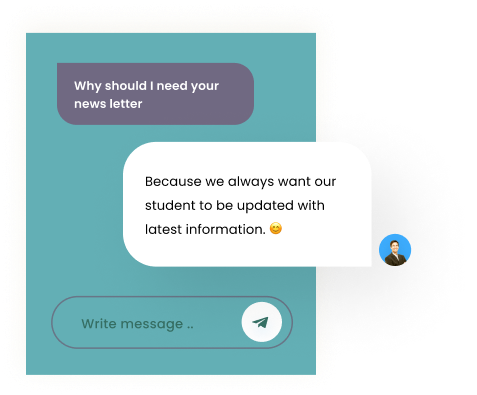 Why should I need your
news letter
Because we always want our
student to be updated with
latest information. 😊
Write message ..